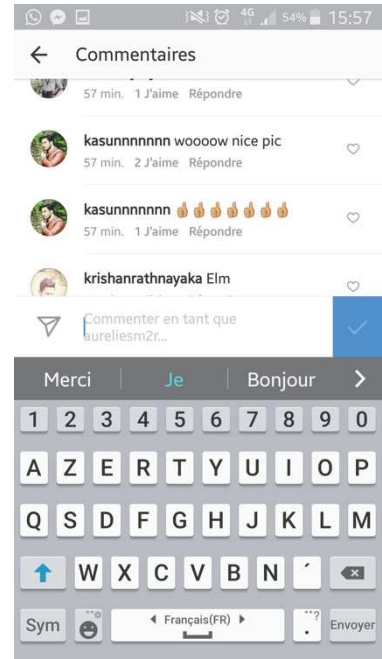 4G 54% 15:57
Commentaires
57 min. 1 J'aime Répondre
kasunnnnnnn woooow nice pic
57 min. 2 J'aime Répondre
kasunnnnnnn 👍👍👍👍👍👍👍
57 min. 1 J'aime Répondre
krishanrathnayaka Elm
Commenter en tant que
aureliesm2r...
Merci Je Bonjour
1 2 3 4 5 6 7 8 9 0
A Z E R T Y U I O P
Q S D F G H J K L M
W X C V B N ´
Sym Français(FR) . ? Envoyer